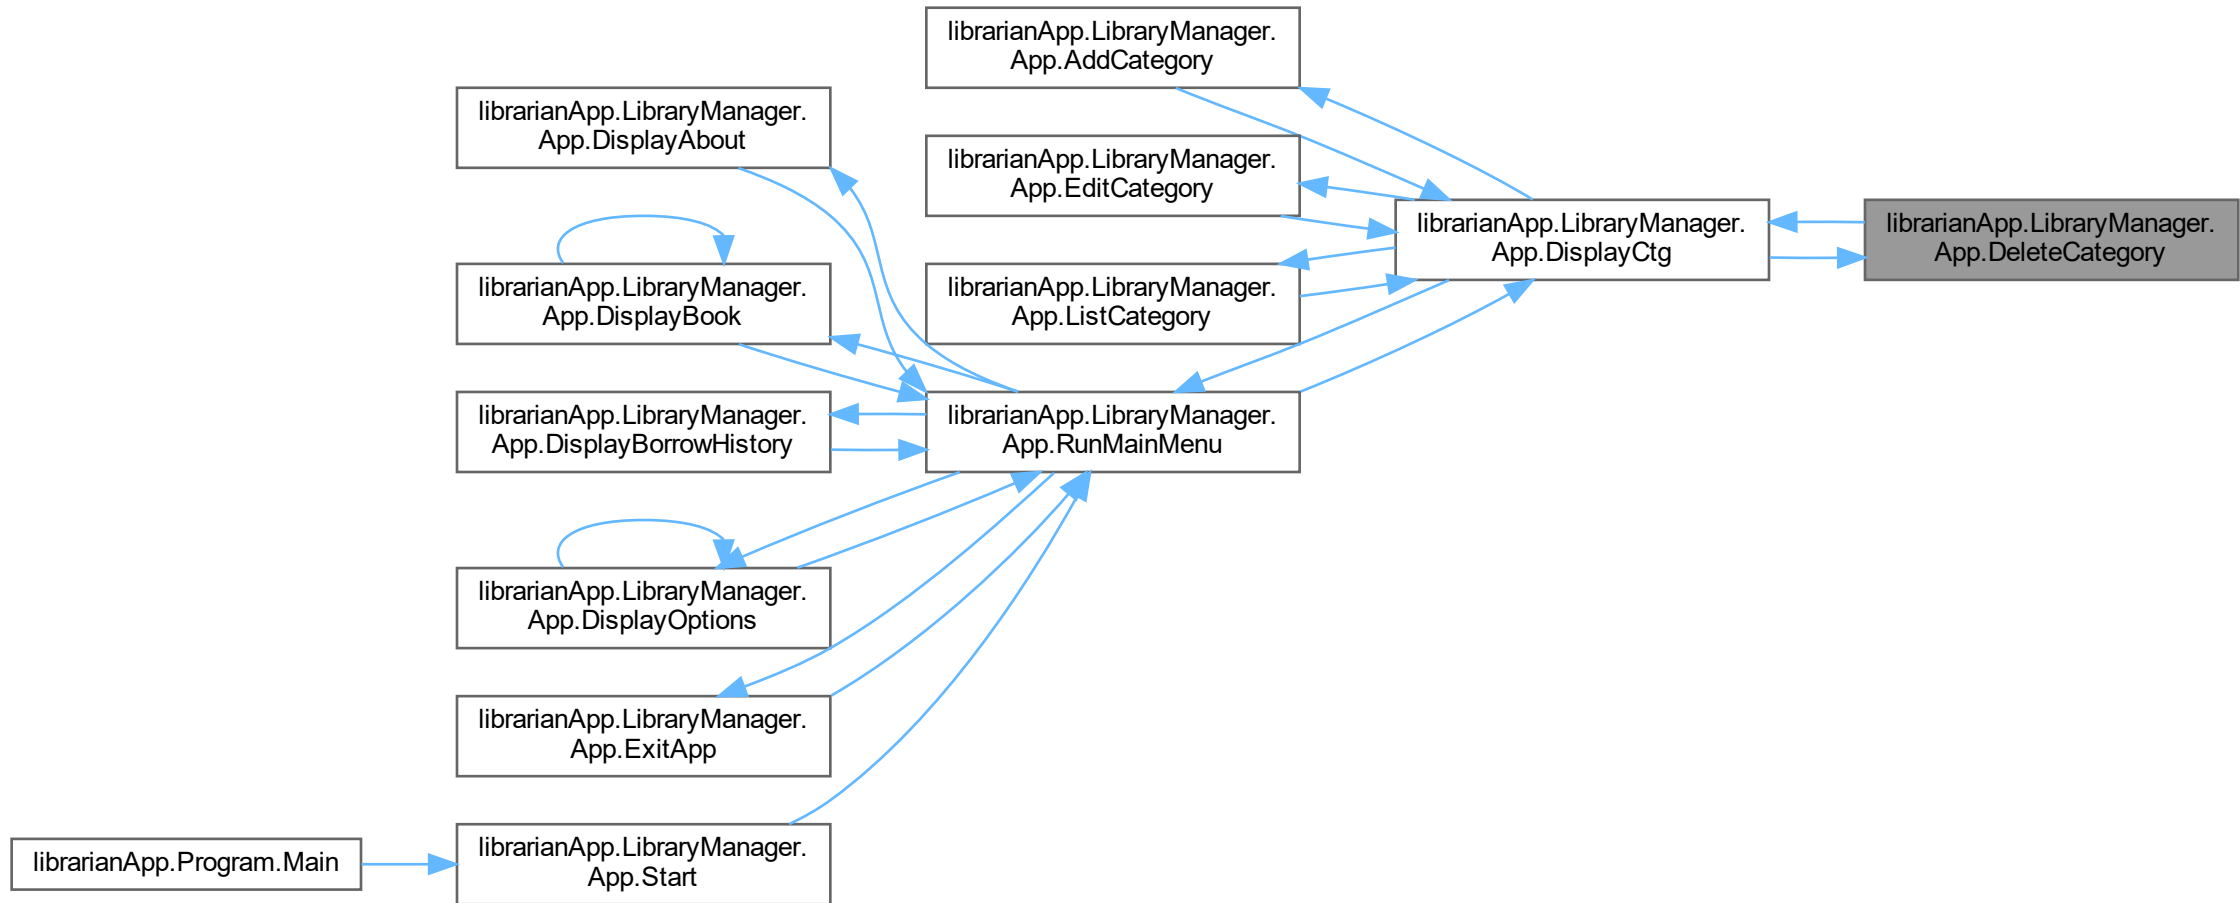 librarianApp.LibraryManager.
App.AddCategory
librarianApp.LibraryManager.
App.DisplayAbout
librarianApp.LibraryManager.
App.EditCategory
librarianApp.LibraryManager.
App.DisplayCtg
librarianApp.LibraryManager.
App.DeleteCategory
librarianApp.LibraryManager.
App.DisplayBook
librarianApp.LibraryManager.
App.ListCategory
librarianApp.LibraryManager.
App.DisplayBorrowHistory
librarianApp.LibraryManager.
App.RunMainMenu
librarianApp.LibraryManager.
App.DisplayOptions
librarianApp.LibraryManager.
App.ExitApp
librarianApp.Program.Main
librarianApp.LibraryManager.
App.Start